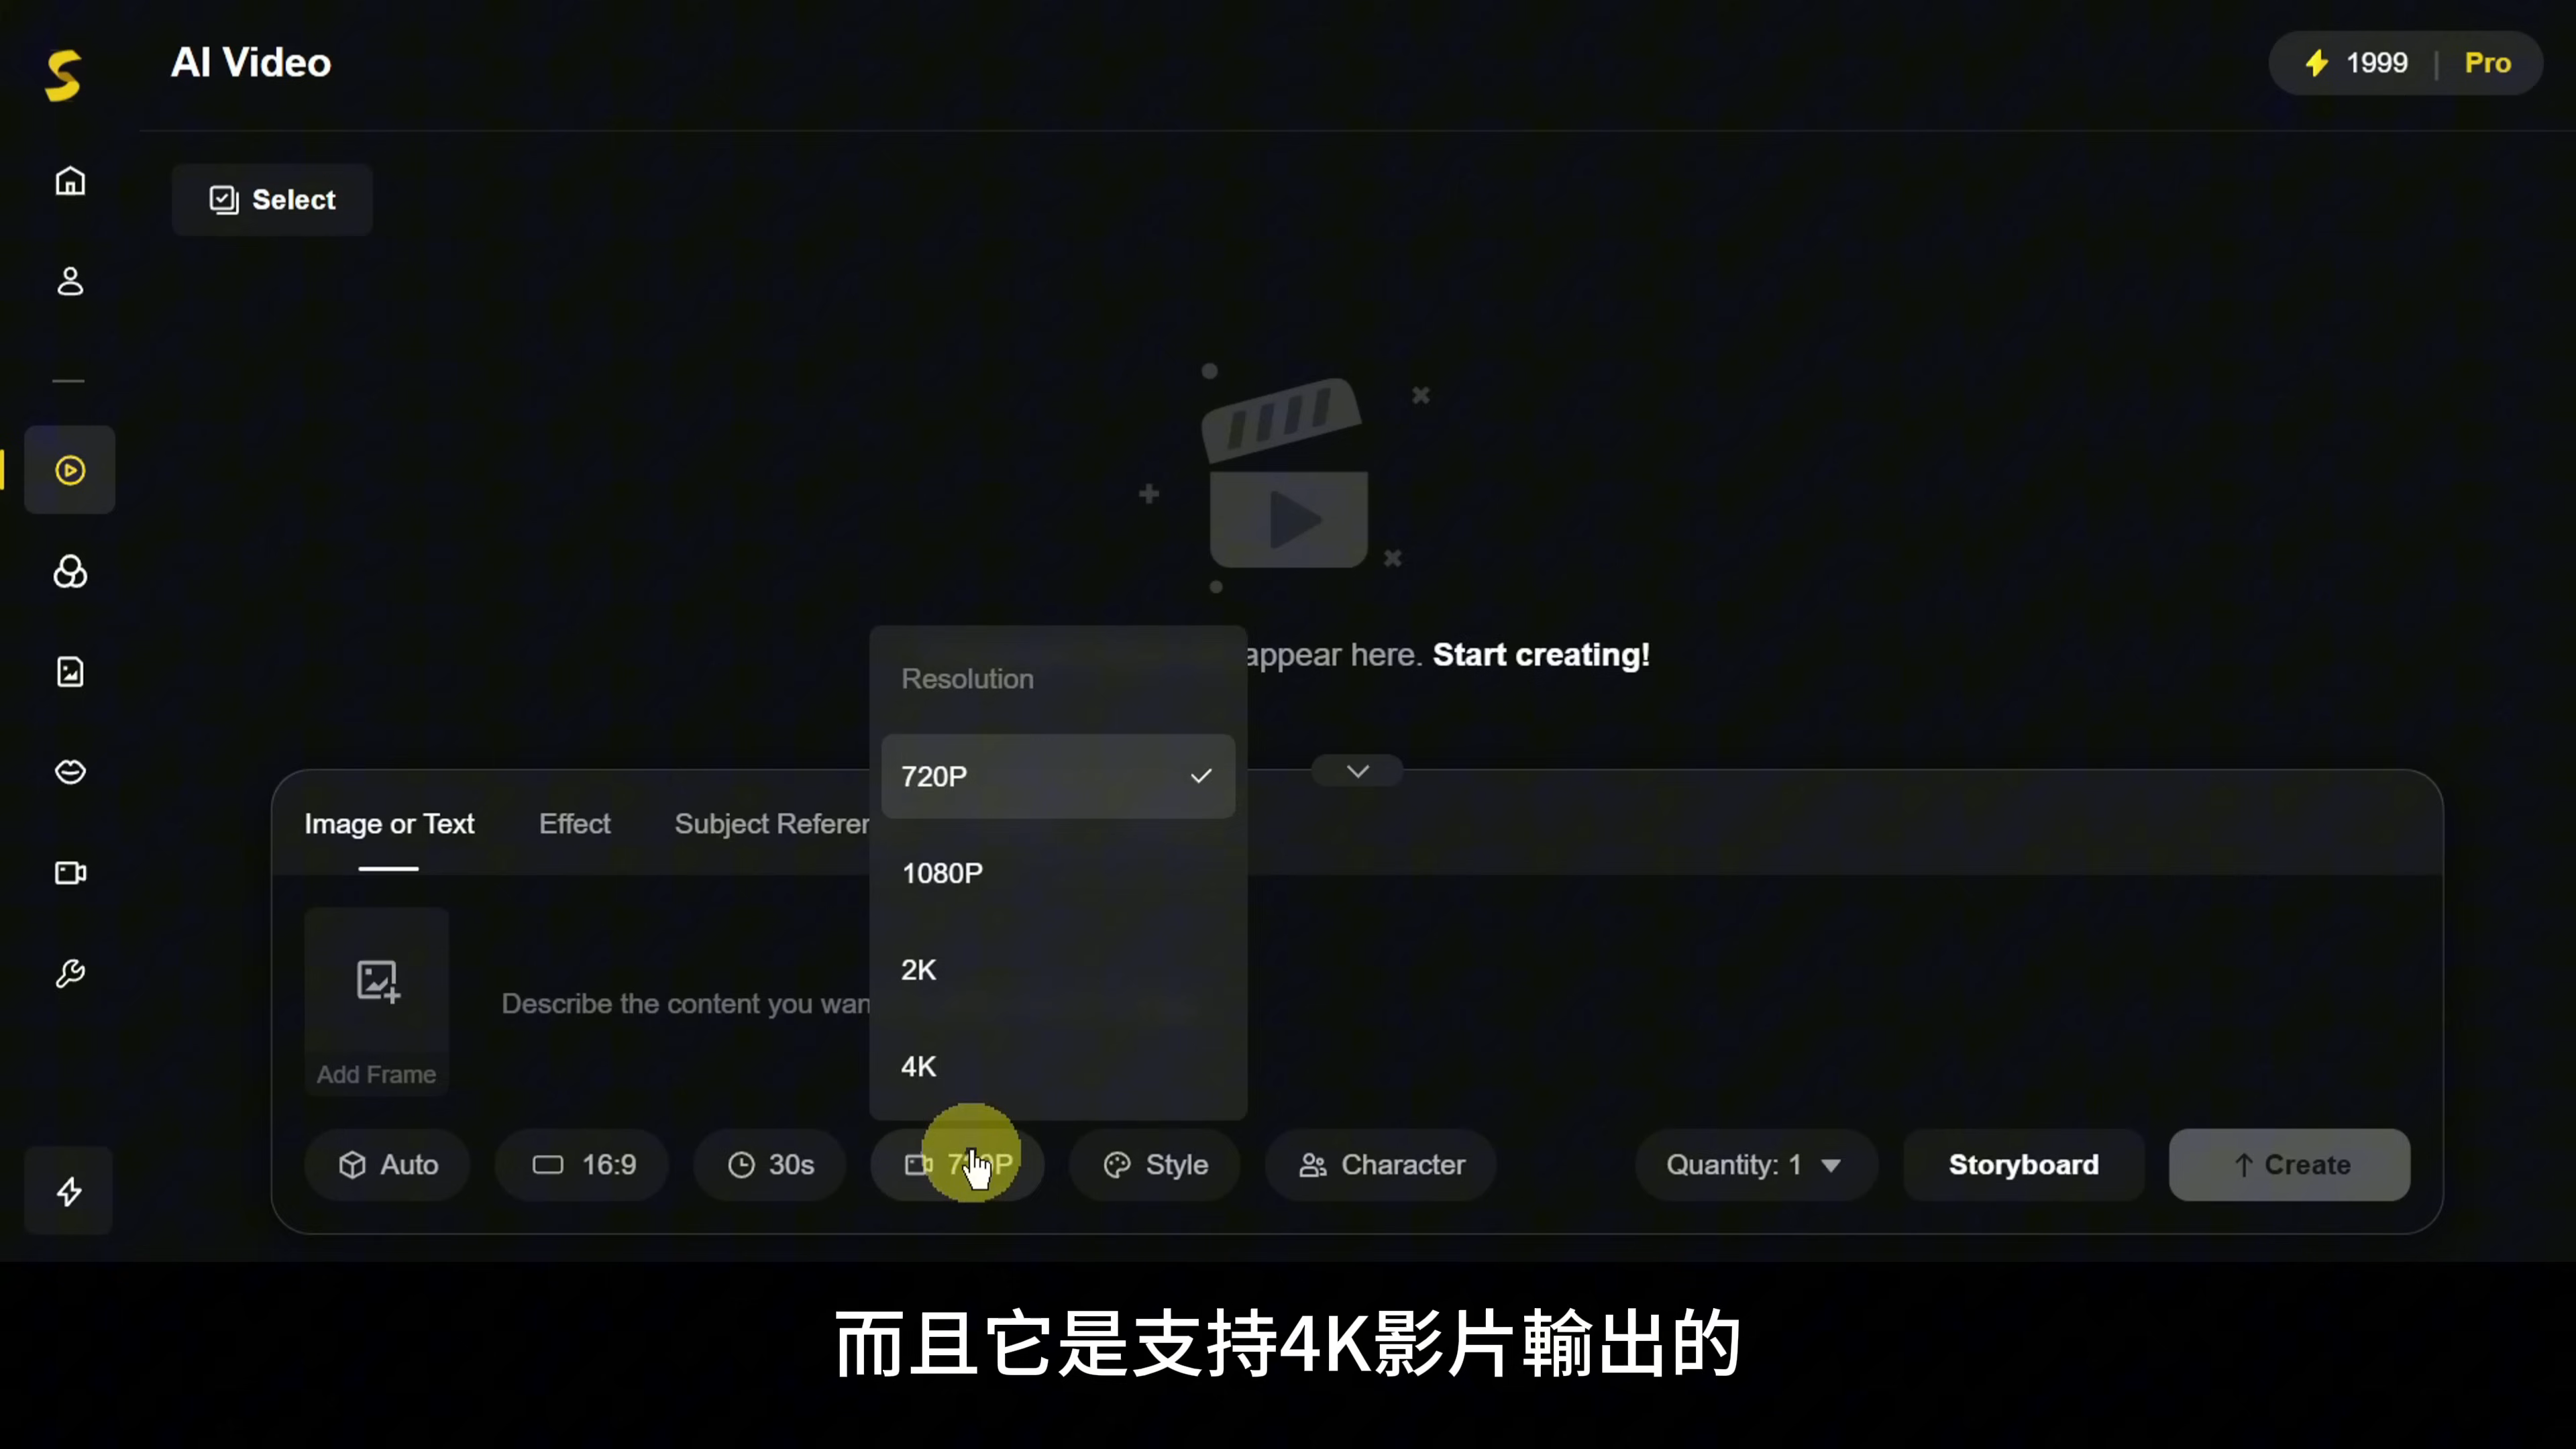 AI Video
1999 | Pro
Select
appear here. Start creating!
Resolution
720P
1080P
2K
4K
Image or Text
Effect
Subject Referen
Describe the content you wan
Add Frame
Auto
16:9
30s
720P
Style
Character
Quantity: 1
Storyboard
Create
而且它是支持4K影片輸出的